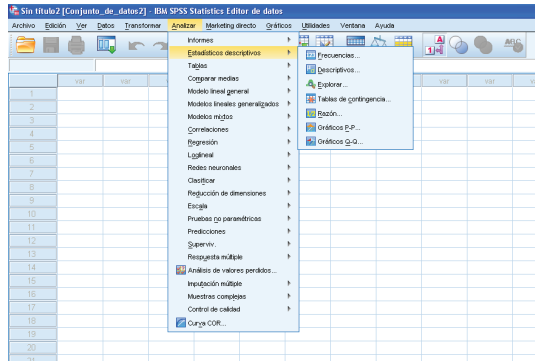 *Sin título2 [Conjunto_de_datos2] - IBM SPSS Statistics Editor de datos
Archivo Edición Ver Datos Transformar Analizar Marketing directo Gráficos Utilidades Ventana Ayuda
Informes
Estadísticos descriptivos
Tablas
Comparar medias
Modelo lineal general
Modelos lineales generalizados
Modelos mixtos
Correlaciones
Regresión
Loglineal
Redes neuronales
Clasificar
Reducción de dimensiones
Escala
Pruebas no paramétricas
Predicciones
Superviv.
Respuesta múltiple
Análisis de valores perdidos...
Imputación múltiple
Muestras complejas
Control de calidad
Curva COR...
Frecuencias...
Descriptivos...
Explorar...
Tablas de contingencia...
Razón...
Gráficos P-P...
Gráficos Q-Q...
var var var var var
1
2
3
4
5
6
7
8
9
10
11
12
13
14
15
16
17
18
19
20